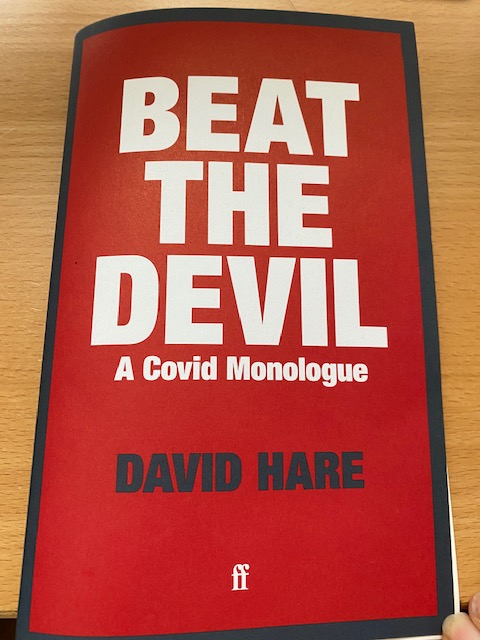 BEAT
THE
DEVIL
A Covid Monologue
DAVID HARE
ff